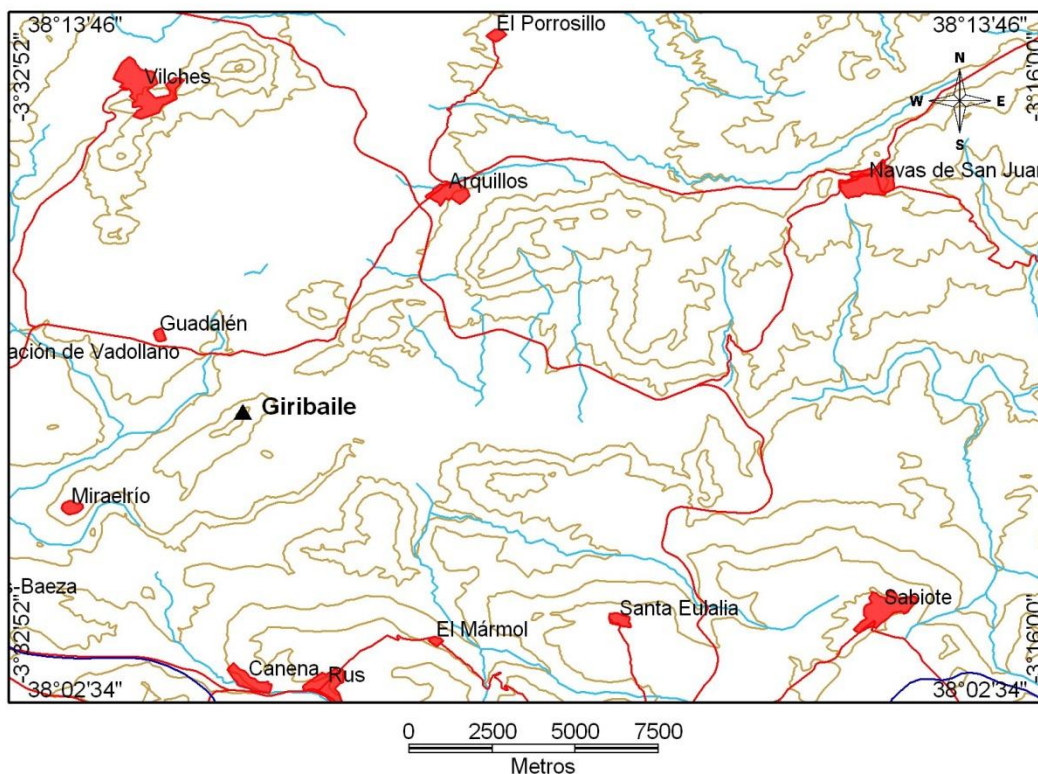 38°13'46"
El Porrosillo
38°13'46"
-3°32'52"
Vilches
N
W E
S
-3°16'00"
Arquillos
Navas de San Juan
Guadalén
ación de Vadollano
Giribaile
Miraelrío
s-Baeza
-3°32'52"
Santa Eulalia
Sabiote
El Mármol
Canena
Rus
-3°16'00"
38°02'34"
38°02'34"
0 2500 5000 7500
Metros